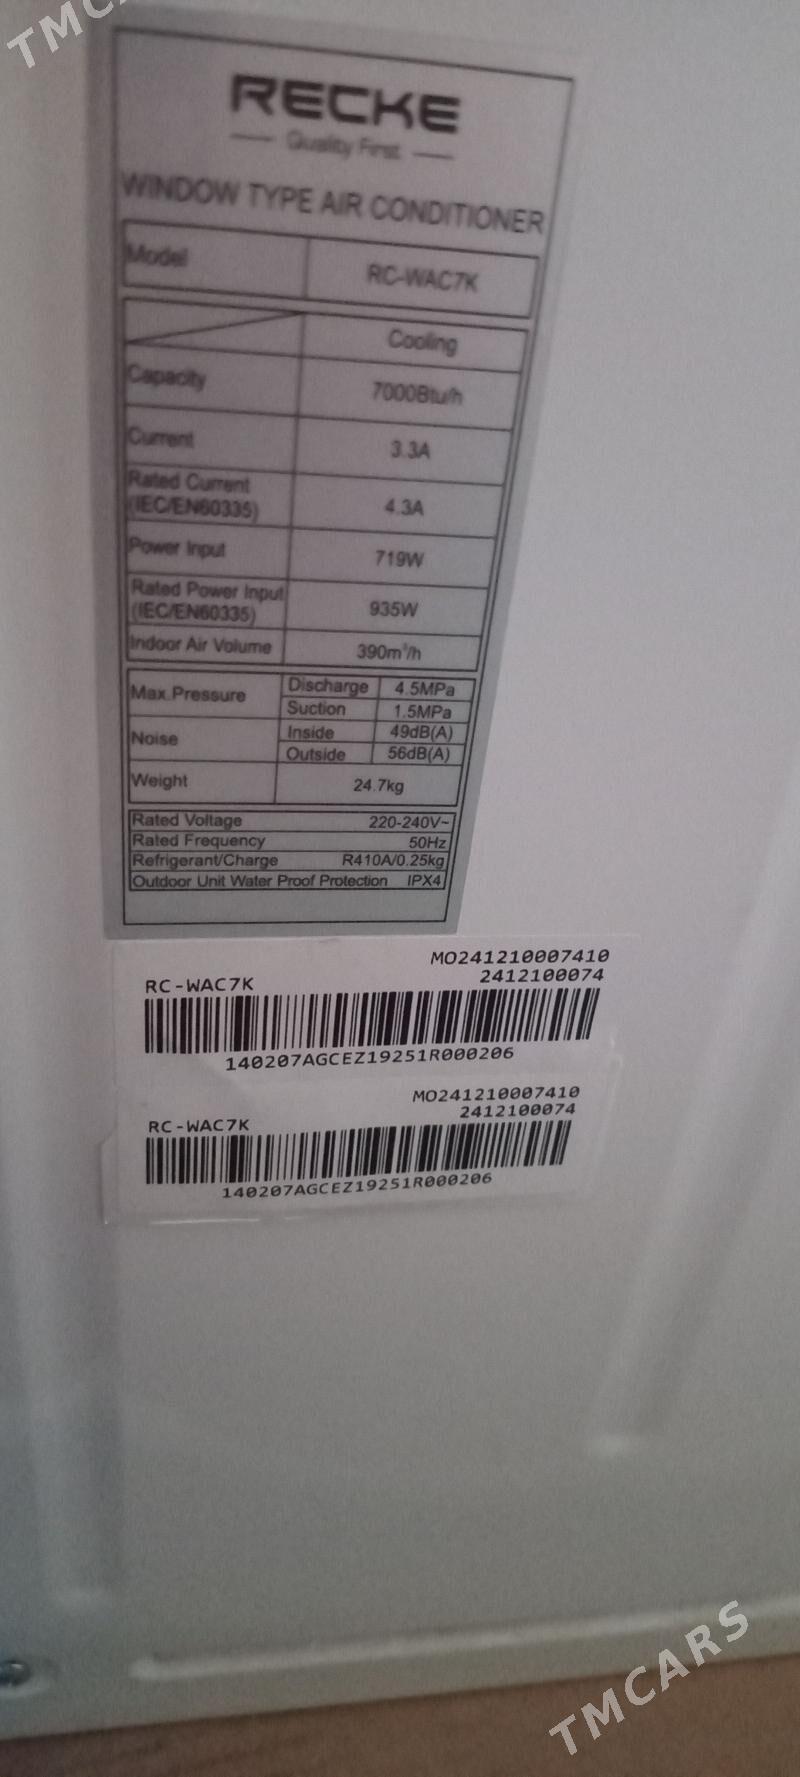 TMCARS
RECKE
Quality First
WINDOW TYPE AIR CONDITIONER
Model RC-WAC7K
Cooling
Capacity 7000Btu/h
Current 3.3A
Rated Current
(IEC/EN60335) 4.3A
Power Input 719W
Rated Power Input
(IEC/EN60335) 935W
Indoor Air Volume 390m³/h
Max.Pressure Discharge 4.5MPa
Suction 1.5MPa
Noise Inside 49dB(A)
Outside 56dB(A)
Weight 24.7kg
Rated Voltage 220-240V~
Rated Frequency 50Hz
Refrigerant/Charge R410A/0.25kg
Outdoor Unit Water Proof Protection IPX4
MO241210007410
RC-WAC7K 2412100074
140207AGCEZ19251R000206
MO241210007410
RC-WAC7K 2412100074
140207AGCEZ19251R000206
TMCARS